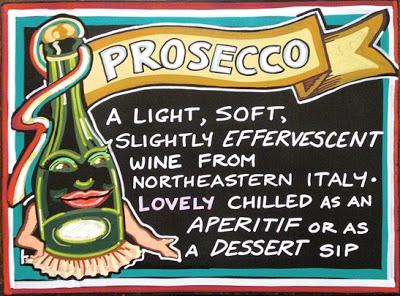 PROSECCO
A LIGHT, SOFT,
SLIGHTLY EFFERVESCENT
WINE FROM
NORTHEASTERN ITALY.
LOVELY CHILLED AS AN
APERITIF OR AS
A DESSERT SIP